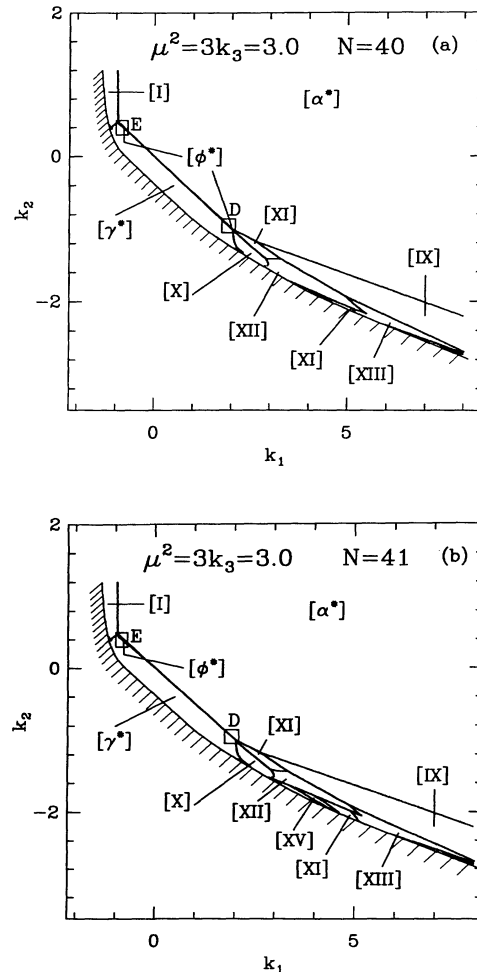 μ²=3k₃=3.0 N=40 (a)
2
[I]
[α*]
E
[φ*]
0
k₂
D
[XI]
[γ*]
[IX]
[X]
-2
[XII]
[XI]
[XIII]
0 5
k₁
μ²=3k₃=3.0 N=41 (b)
2
[I]
[α*]
E
[φ*]
0
k₂
D
[XI]
[γ*]
[IX]
[X]
[XII]
-2
[XV]
[XI]
[XIII]
0 5
k₁